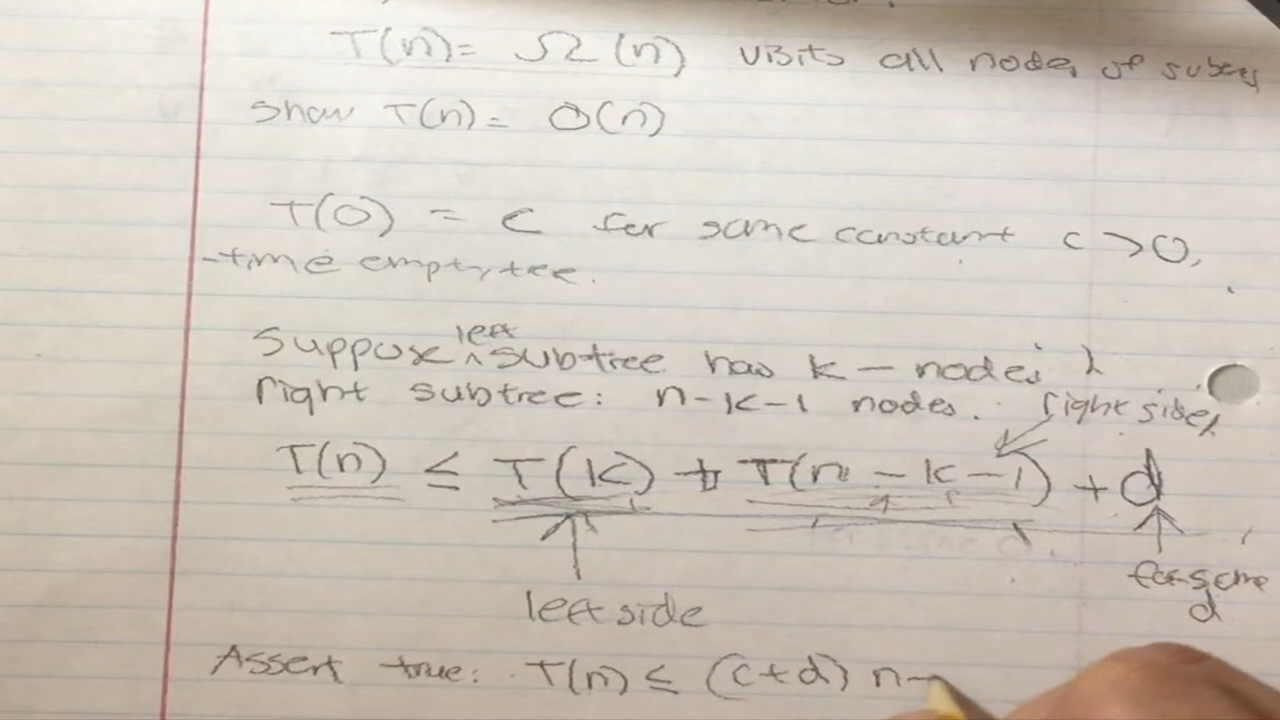 T(n) = Ω(n) visits all nodes of subtree
Show T(n) = O(n)
T(0) = c for some constant c > 0,
-time empty tree.
Suppose left subtree has k - nodes &
right subtree: n-k-1 nodes. right side
T(n) ≤ T(k) + T(n - k - 1) + d
for some
d
left side
Assert true: T(n) ≤ (c+d) n